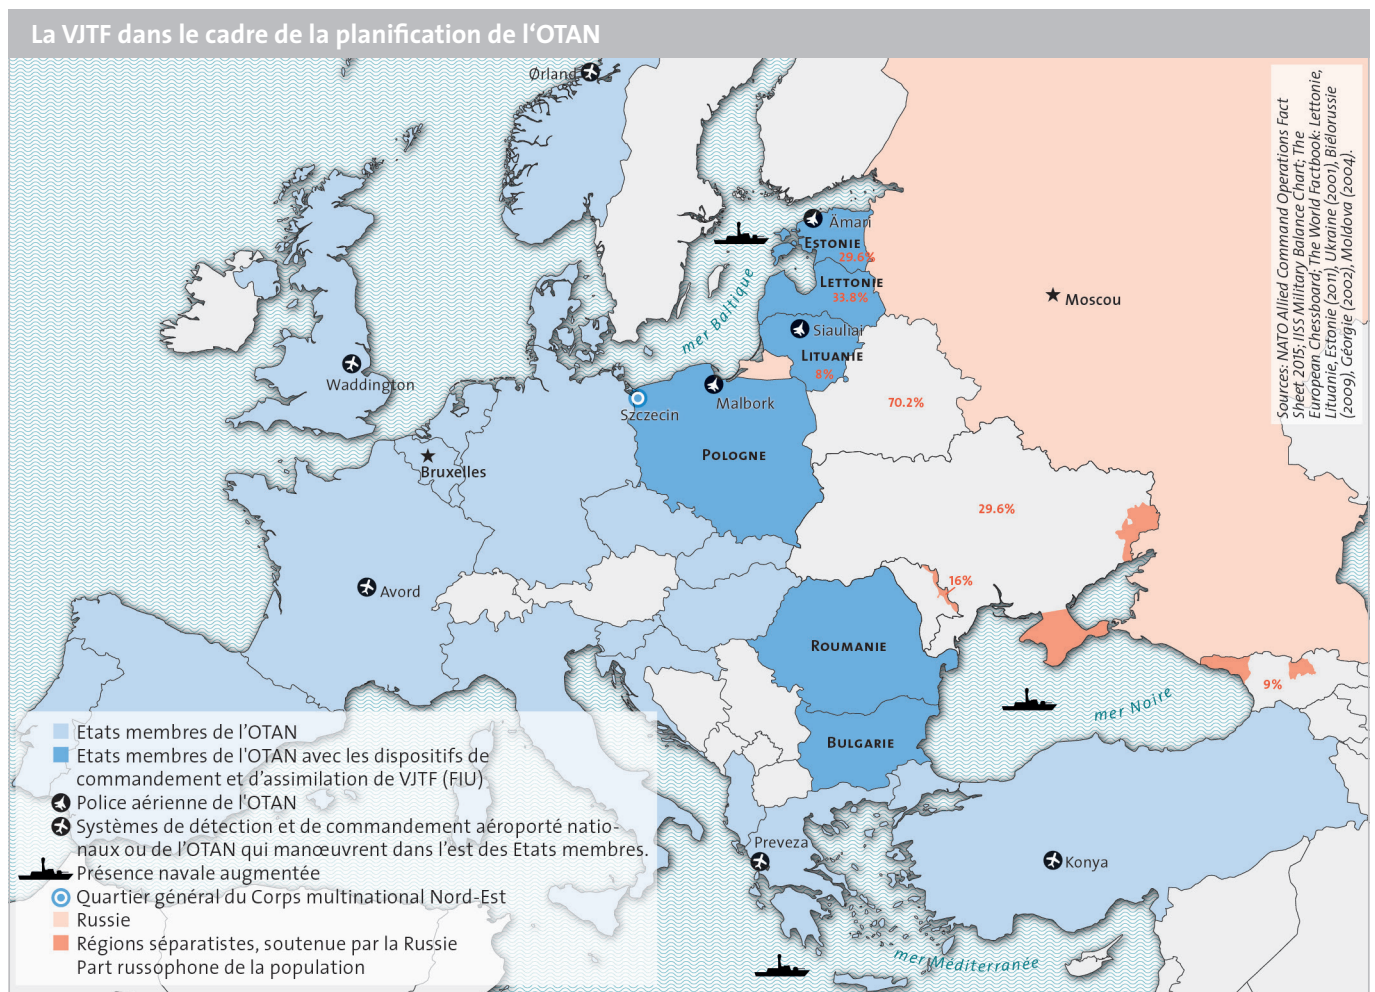 La VJTF dans le cadre de la planification de l‘OTAN
Ørland
Sources: NATO Allied Command Operations Fact
Sheet 2015; IISS Military Balance Chart; The
European Chessboard; The World Factbook: Lettonie,
Lituanie, Estonie (2011), Ukraine (2001), Biélorussie
(2009), Géorgie (2002), Moldova (2004).
Ämari
ESTONIE
29.6%
LETTONIE
33.8%
Moscou
mer Baltique
Siauliai
LITUANIE
8%
Waddington
Malbork
Szczecin
70.2%
POLOGNE
Bruxelles
29.6%
16%
Avord
ROUMANIE
9%
mer Noire
BULGARIE
Preveza
Konya
mer Méditerranée
Etats membres de l’OTAN
Etats membres de l'OTAN avec les dispositifs de
commandement et d’assimilation de VJTF (FIU)
Police aérienne de l'OTAN
Systèmes de détection et de commandement aéroporté natio-
naux ou de l’OTAN qui manœuvrent dans l’est des Etats membres.
Présence navale augmentée
Quartier général du Corps multinational Nord-Est
Russie
Régions séparatistes, soutenue par la Russie
Part russophone de la population